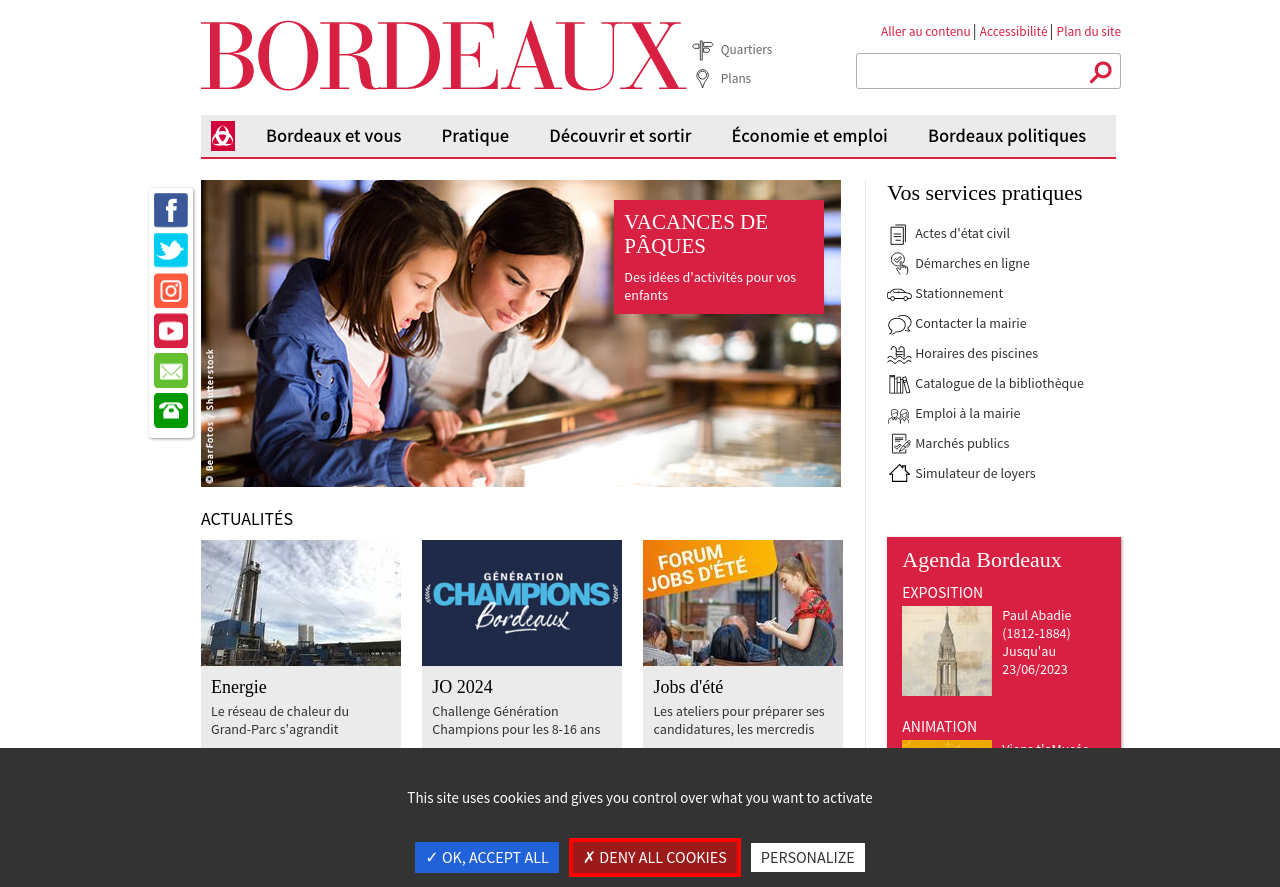 BORDEAUX
Quartiers
Plans
Aller au contenu | Accessibilité | Plan du site
Bordeaux et vous
Pratique
Découvrir et sortir
Économie et emploi
Bordeaux politiques
VACANCES DE
PÂQUES
Des idées d'activités pour vos
enfants
© BearFotos / Shutterstock
Vos services pratiques
Actes d'état civil
Démarches en ligne
Stationnement
Contacter la mairie
Horaires des piscines
Catalogue de la bibliothèque
Emploi à la mairie
Marchés publics
Simulateur de loyers
ACTUALITÉS
GÉNÉRATION
CHAMPIONS
Bordeaux
FORUM
JOBS D'ÉTÉ
Energie
Le réseau de chaleur du
Grand-Parc s'agrandit
JO 2024
Challenge Génération
Champions pour les 8-16 ans
Jobs d'été
Les ateliers pour préparer ses
candidatures, les mercredis
Agenda Bordeaux
EXPOSITION
Paul Abadie
(1812-1884)
Jusqu'au
23/06/2023
ANIMATION
This site uses cookies and gives you control over what you want to activate
✓ OK, ACCEPT ALL
✗ DENY ALL COOKIES
PERSONALIZE